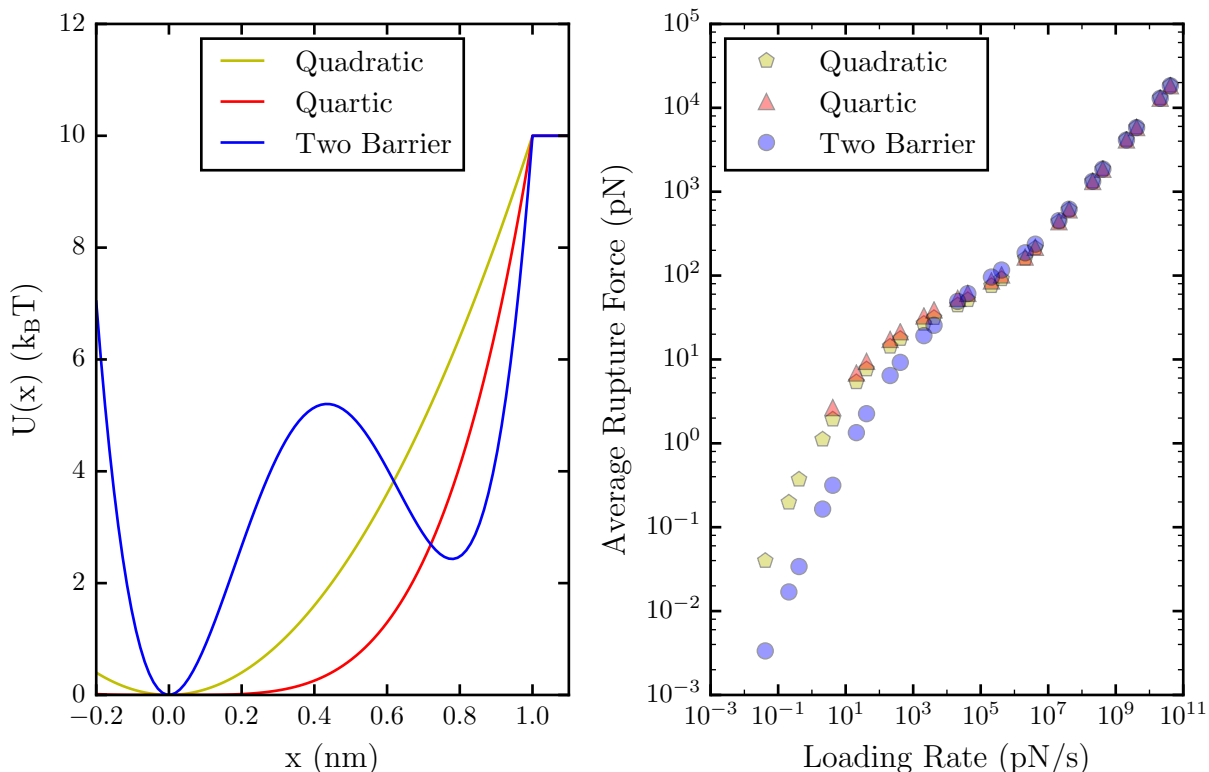 12
10
8
6
4
2
0
U(x) (k_BT)
Quadratic
Quartic
Two Barrier
−0.2 0.0 0.2 0.4 0.6 0.8 1.0
x (nm)
10^5
10^4
10^3
10^2
10^1
10^0
10^−1
10^−2
10^−3
Average Rupture Force (pN)
Quadratic
Quartic
Two Barrier
10^−3 10^−1 10^1 10^3 10^5 10^7 10^9 10^11
Loading Rate (pN/s)